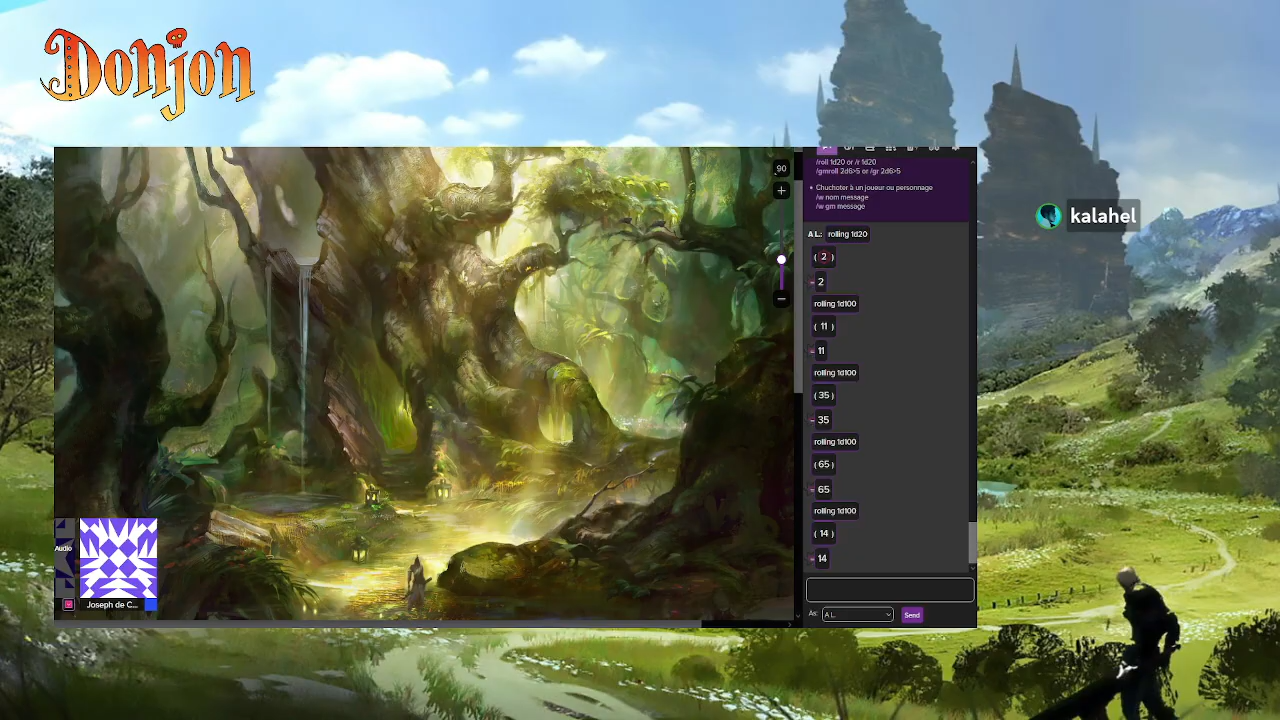 Donjon
90
/roll 1d20 or /r 1d20
/gmroll 2d6>5 or /gr 2d6>5
Chuchoter à un joueur ou personnage
/w nom message
/w gm message
A L: rolling 1d20
( 2 )
= 2
rolling 1d100
( 11 )
= 11
rolling 1d100
( 35 )
= 35
rolling 1d100
( 65 )
= 65
rolling 1d100
( 14 )
= 14
kalahel
Audio
Joseph de C...
As: A L. Send